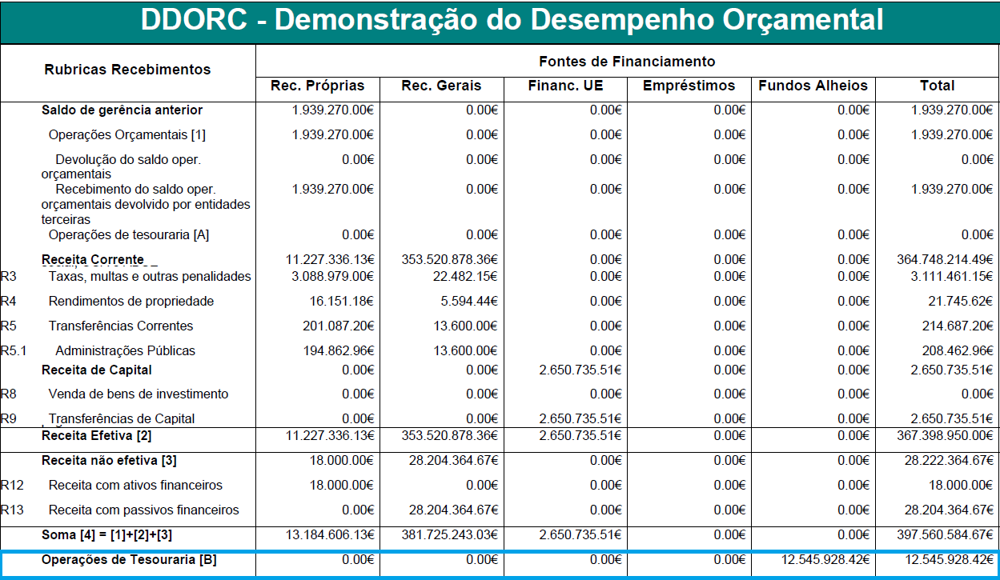 DDORC - Demonstração do Desempenho Orçamental
Rubricas Recebimentos Fontes de Financiamento
Rec. Próprias Rec. Gerais Financ. UE Empréstimos Fundos Alheios Total
Saldo de gerência anterior 1.939.270.00€ 0.00€ 0.00€ 0.00€ 0.00€ 1.939.270.00€
Operações Orçamentais [1] 1.939.270.00€ 0.00€ 0.00€ 0.00€ 0.00€ 1.939.270.00€
Devolução do saldo oper. 0.00€ 0.00€ 0.00€ 0.00€ 0.00€ 0.00€
orçamentais
Recebimento do saldo oper. 1.939.270.00€ 0.00€ 0.00€ 0.00€ 0.00€ 1.939.270.00€
orçamentais devolvido por entidades
terceiras
Operações de tesouraria [A] 0.00€ 0.00€ 0.00€ 0.00€ 0.00€ 0.00€
Receita Corrente 11.227.336.13€ 353.520.878.36€ 0.00€ 0.00€ 0.00€ 364.748.214.49€
R3 Taxas, multas e outras penalidades 3.088.979.00€ 22.482.15€ 0.00€ 0.00€ 0.00€ 3.111.461.15€
R4 Rendimentos de propriedade 16.151.18€ 5.594.44€ 0.00€ 0.00€ 0.00€ 21.745.62€
R5 Transferências Correntes 201.087.20€ 13.600.00€ 0.00€ 0.00€ 0.00€ 214.687.20€
R5.1 Administrações Públicas 194.862.96€ 13.600.00€ 0.00€ 0.00€ 0.00€ 208.462.96€
Receita de Capital 0.00€ 0.00€ 2.650.735.51€ 0.00€ 0.00€ 2.650.735.51€
R8 Venda de bens de investimento 0.00€ 0.00€ 0.00€ 0.00€ 0.00€ 0.00€
R9 Transferências de Capital 0.00€ 0.00€ 2.650.735.51€ 0.00€ 0.00€ 2.650.735.51€
Receita Efetiva [2] 11.227.336.13€ 353.520.878.36€ 2.650.735.51€ 0.00€ 0.00€ 367.398.950.00€
Receita não efetiva [3] 18.000.00€ 28.204.364.67€ 0.00€ 0.00€ 0.00€ 28.222.364.67€
R12 Receita com ativos financeiros 18.000.00€ 0.00€ 0.00€ 0.00€ 0.00€ 18.000.00€
R13 Receita com passivos financeiros 0.00€ 28.204.364.67€ 0.00€ 0.00€ 0.00€ 28.204.364.67€
Soma [4] = [1]+[2]+[3] 13.184.606.13€ 381.725.243.03€ 2.650.735.51€ 0.00€ 0.00€ 397.560.584.67€
Operações de Tesouraria [B] 0.00€ 0.00€ 0.00€ 0.00€ 12.545.928.42€ 12.545.928.42€